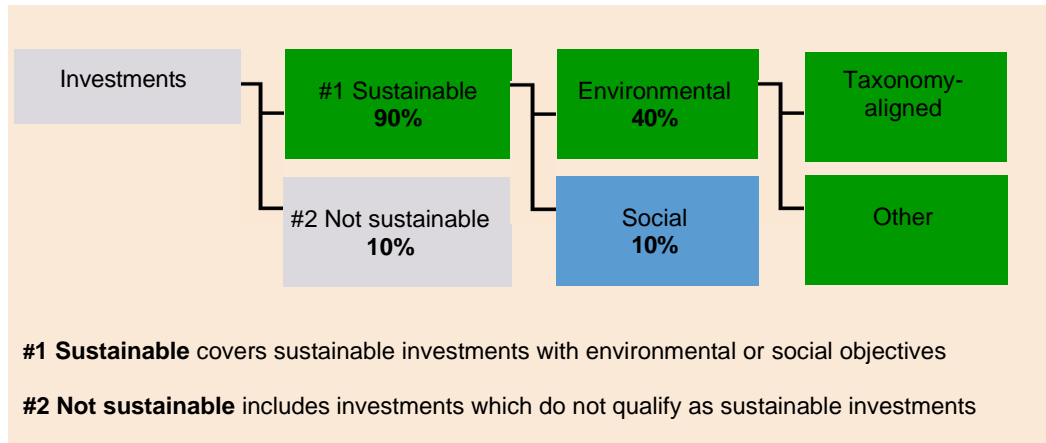 Investments
#1 Sustainable
90%
#2 Not sustainable
10%
Environmental
40%
Social
10%
Taxonomy-
aligned
Other
#1 Sustainable covers sustainable investments with environmental or social objectives
#2 Not sustainable includes investments which do not qualify as sustainable investments